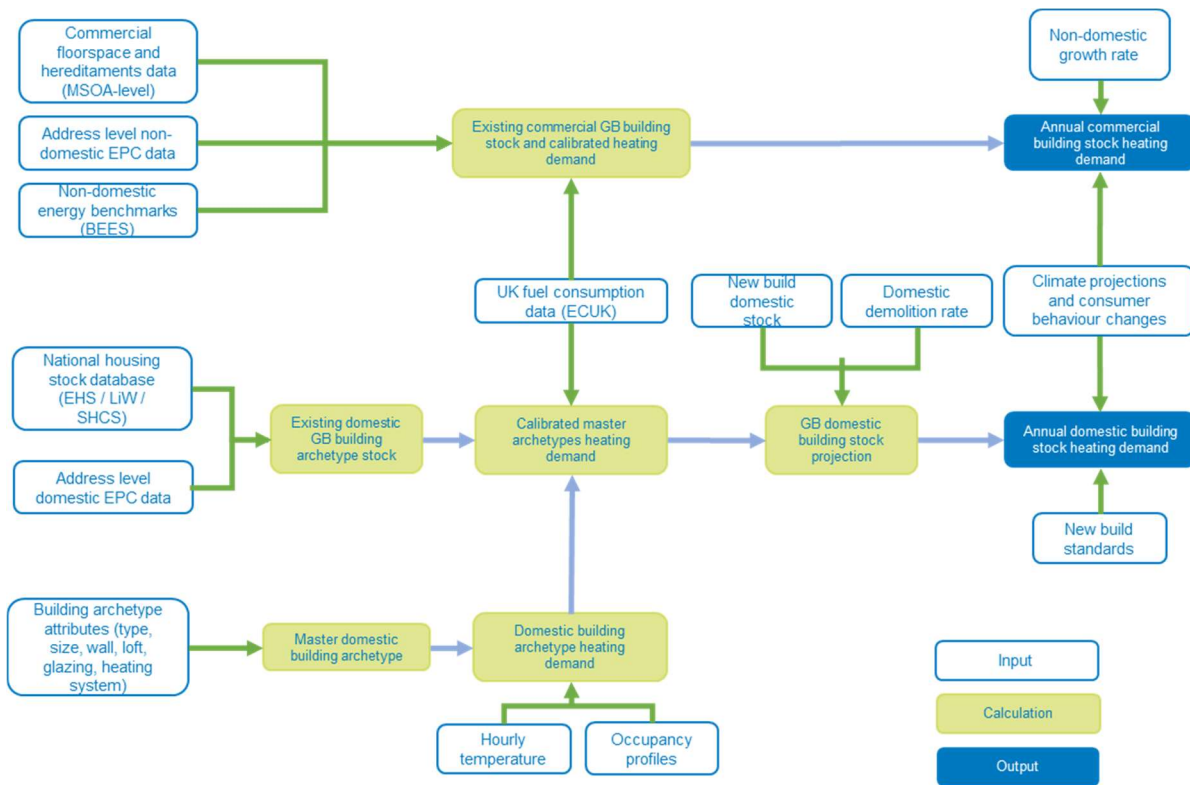 Commercial
floorspace and
hereditaments data
(MSOA-level)
Non-domestic
growth rate
Address level non-
domestic EPC data
Existing commercial GB building
stock and calibrated heating
demand
Annual commercial
building stock heating
demand
Non-domestic
energy benchmarks
(BEES)
UK fuel consumption
data (ECUK)
New build
domestic
stock
Domestic
demolition rate
Climate projections
and consumer
behaviour changes
National housing
stock database
(EHS / LiW /
SHCS)
Existing domestic
GB building
archetype stock
Calibrated master
archetypes heating
demand
GB domestic
building stock
projection
Annual domestic building
stock heating demand
Address level
domestic EPC data
New build
standards
Building archetype
attributes (type,
size, wall, loft,
glazing, heating
system)
Master domestic
building archetype
Domestic building
archetype heating
demand
Hourly
temperature
Occupancy
profiles
Input
Calculation
Output